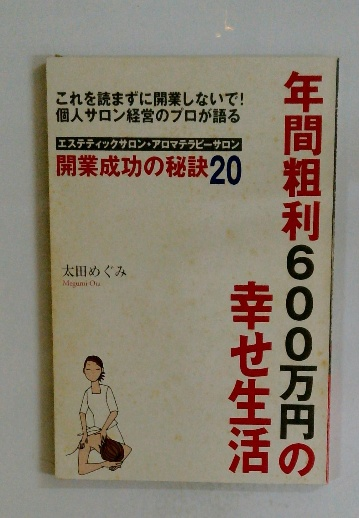 年間粗利600万円の
幸せ生活
これを読まずに開業しないで!
個人サロン経営のプロが語る
エステティックサロン・アロマテラピーサロン
開業成功の秘訣20
太田めぐみ
Megumi Ota